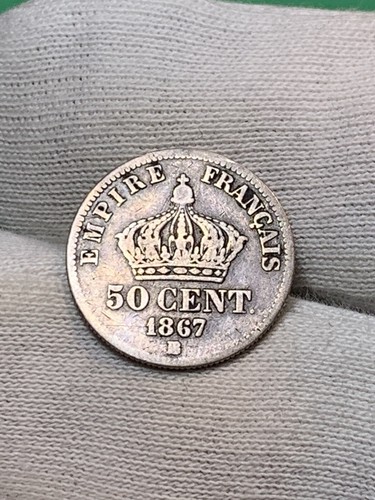 EMPIRE FRANÇAIS
50 CENT.
1867
BB